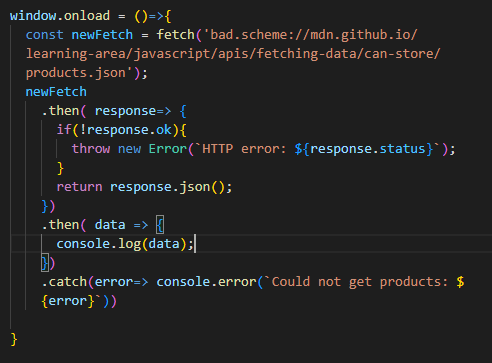 window.onload = ()=>{
  const newFetch = fetch('bad.scheme://mdn.github.io/
  learning-area/javascript/apis/fetching-data/can-store/
  products.json');
  newFetch
    .then( response=> {
      if(!response.ok){
        throw new Error(`HTTP error: ${response.status}`);
      }
      return response.json();
    })
    .then( data => {
      console.log(data);
    })
    .catch(error=> console.error(`Could not get products: $
    {error}`))
}